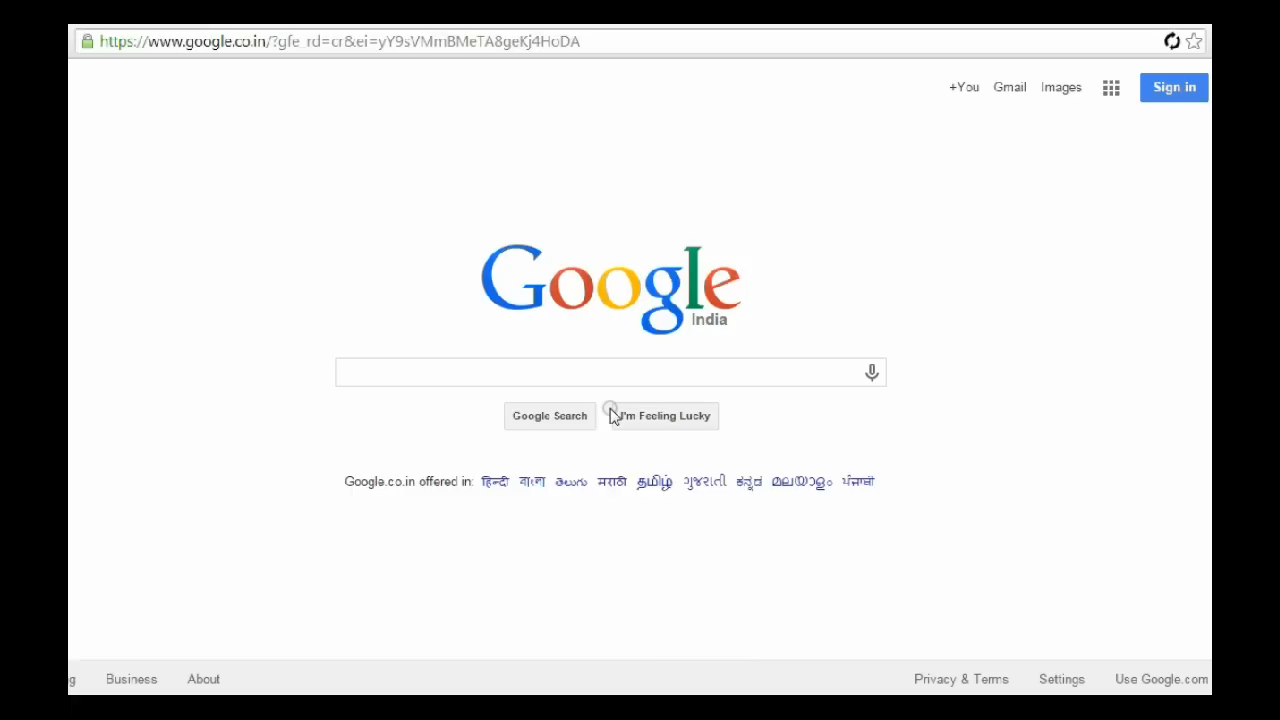 https://www.google.co.in/?gfe_rd=cr&ei=yY9sVMmBMeTA8geKj4HoDA
+You Gmail Images Sign in
Google
India
Google Search I'm Feeling Lucky
Google.co.in offered in: हिन्दी বাংলা తెలుగు मराठी தமிழ் ગુજરાતી ಕನ್ನಡ മലയാളം ਪੰਜਾਬੀ
Business About Privacy & Terms Settings Use Google.com